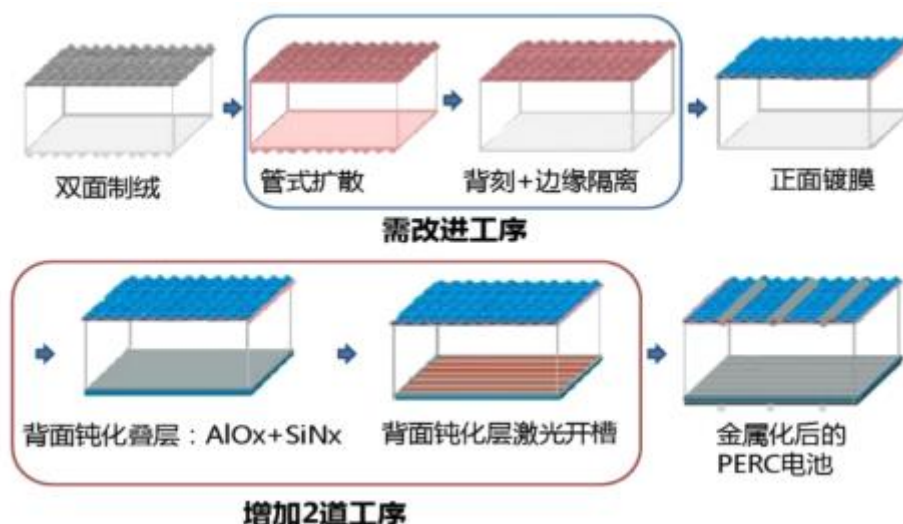 双面制绒
管式扩散
背刻+边缘隔离
正面镀膜
需改进工序
背面钝化叠层：AlOx+SiNx
背面钝化层激光开槽
金属化后的
PERC电池
增加2道工序